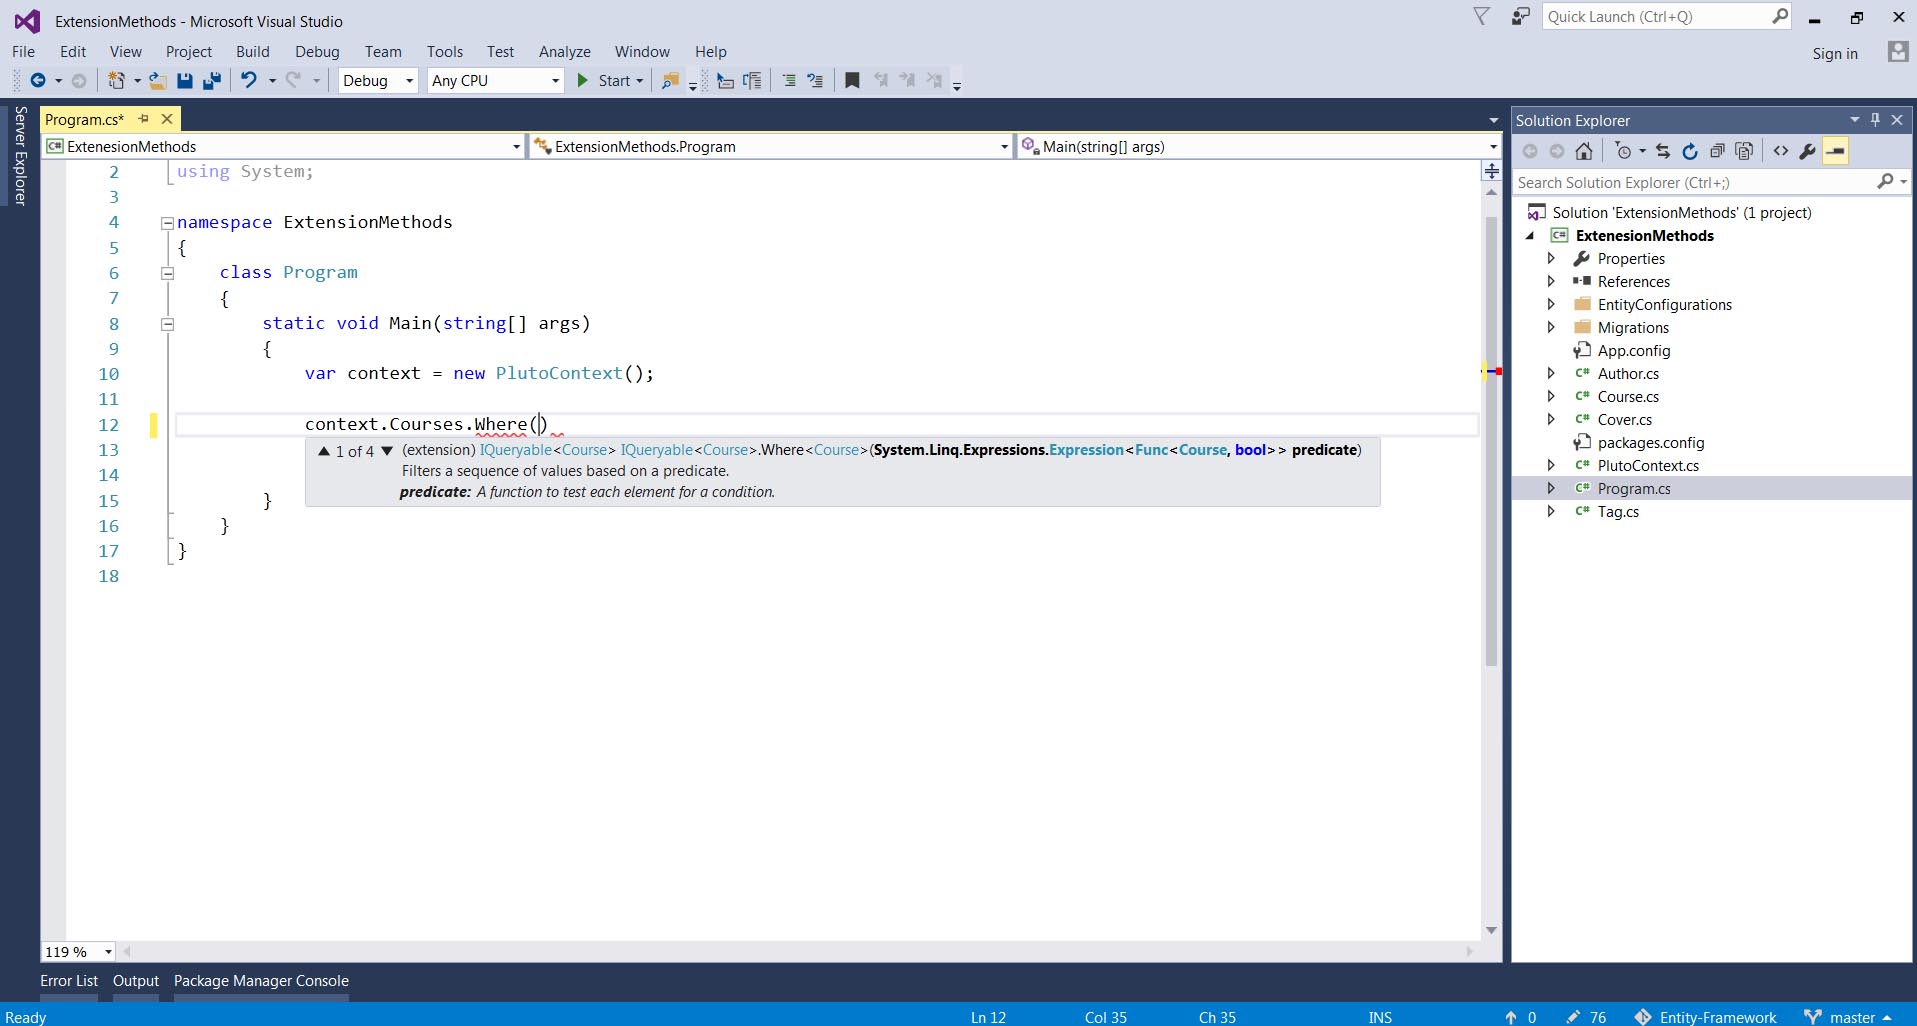 ExtensionMethods - Microsoft Visual Studio
Quick Launch (Ctrl+Q)
File Edit View Project Build Debug Team Tools Test Analyze Window Help
Sign in
Debug Any CPU Start
Server Explorer
Program.cs*
ExtenesionMethods ExtensionMethods.Program Main(string[] args)
2 using System;
3
4 namespace ExtensionMethods
5 {
6 class Program
7 {
8 static void Main(string[] args)
9 {
10 var context = new PlutoContext();
11
12 context.Courses.Where()
13 ▲ 1 of 4 ▼ (extension) IQueryable<Course> IQueryable<Course>.Where<Course>(System.Linq.Expressions.Expression<Func<Course, bool>> predicate)
Filters a sequence of values based on a predicate.
14
predicate: A function to test each element for a condition.
15 }
16 }
17 }
18
119 %
Solution Explorer
Search Solution Explorer (Ctrl+;)
Solution 'ExtensionMethods' (1 project)
C# ExtenesionMethods
Properties
References
EntityConfigurations
Migrations
App.config
C# Author.cs
C# Course.cs
C# Cover.cs
packages.config
C# PlutoContext.cs
C# Program.cs
C# Tag.cs
Error List Output Package Manager Console
Ready Ln 12 Col 35 Ch 35 INS 0 76 Entity-Framework master